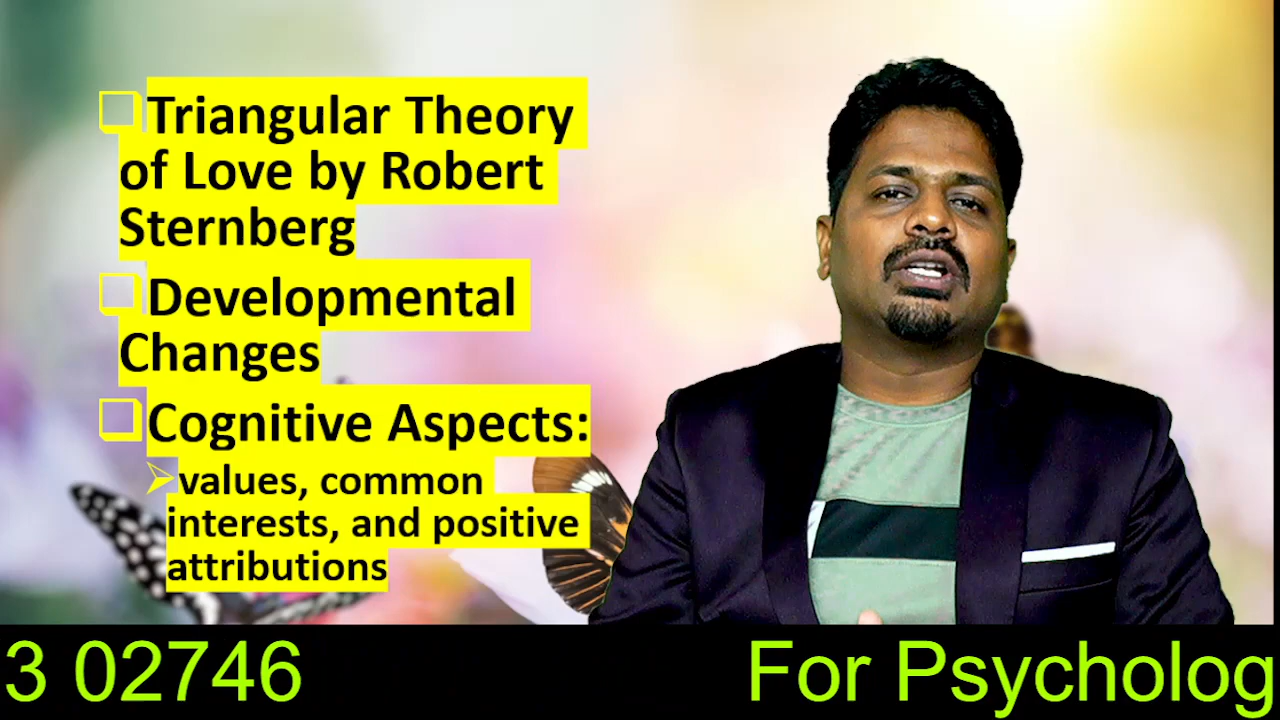 Triangular Theory
of Love by Robert
Sternberg
Developmental
Changes
Cognitive Aspects:
values, common
interests, and positive
attributions
3 02746
For Psycholog